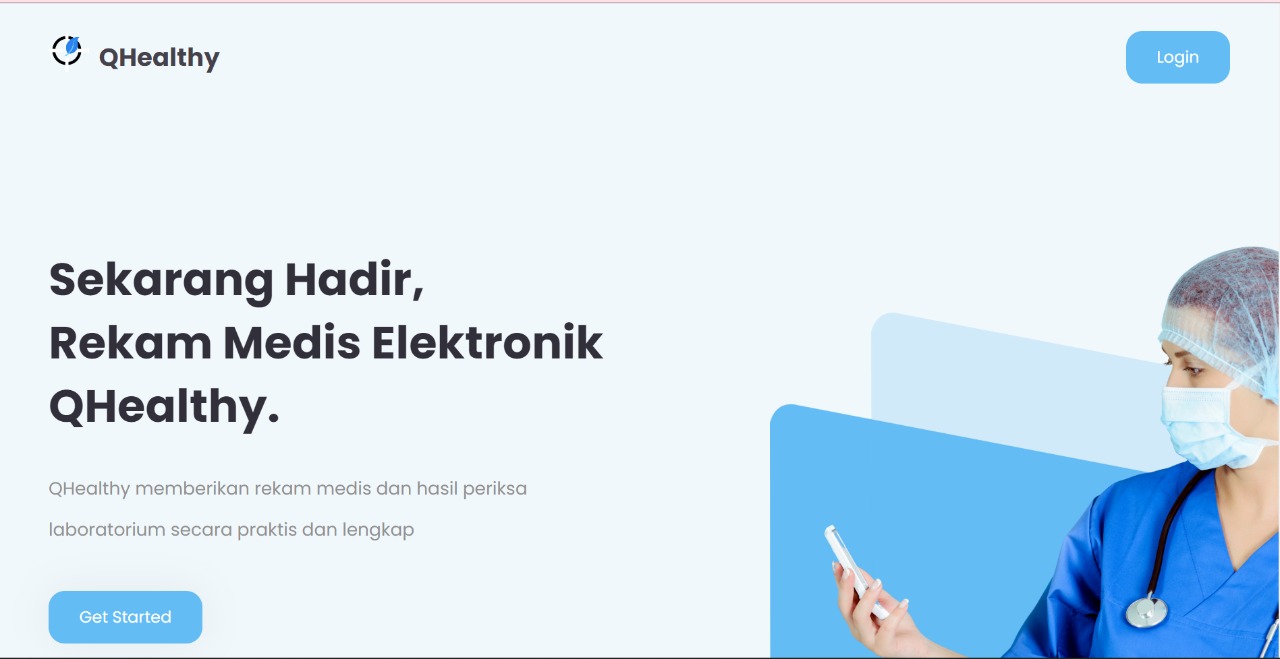 QHealthy
Login
Sekarang Hadir,
Rekam Medis Elektronik
QHealthy.
QHealthy memberikan rekam medis dan hasil periksa
laboratorium secara praktis dan lengkap
Get Started